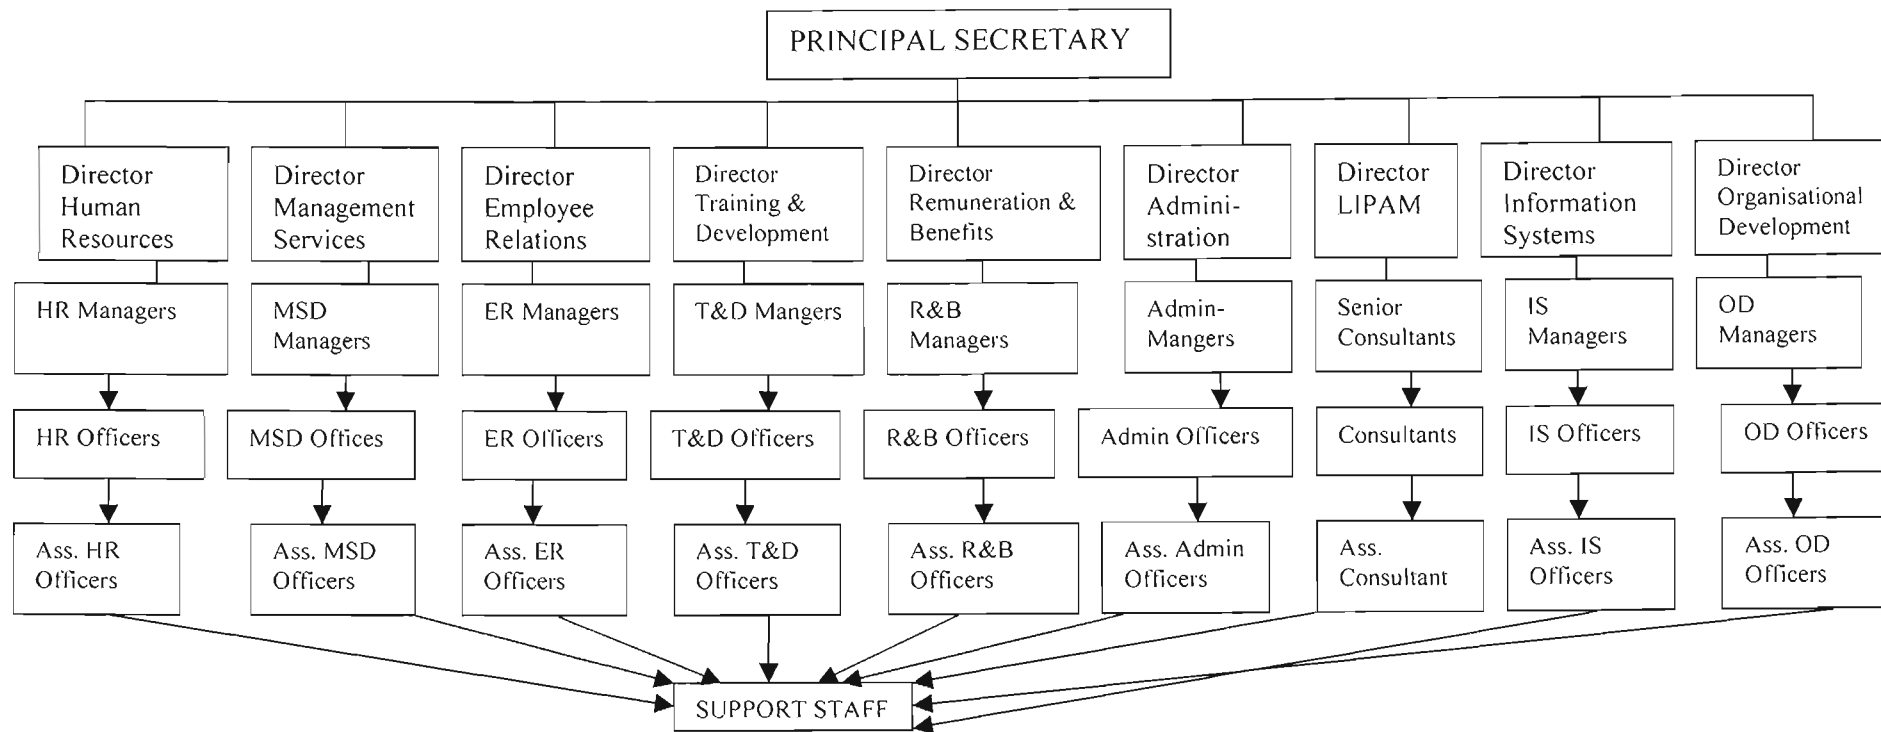 PRINCIPAL SECRETARY
Director
Human
Resources
Director
Management
Services
Director
Employee
Relations
Director
Training &
Development
Director
Remuneration &
Benefits
Director
Admini-
stration
Director
LIPAM
Director
Information
Systems
Director
Organisational
Development
HR Managers
MSD
Managers
ER Managers
T&D Mangers
R&B
Managers
Admin-
Mangers
Senior
Consultants
IS
Managers
OD
Managers
HR Officers
MSD Offices
ER Officers
T&D Officers
R&B Officers
Admin Officers
Consultants
IS Officers
OD Officers
Ass. HR
Officers
Ass. MSD
Officers
Ass. ER
Officers
Ass. T&D
Officers
Ass. R&B
Officers
Ass. Admin
Officers
Ass.
Consultant
Ass. IS
Officers
Ass. OD
Officers
SUPPORT STAFF